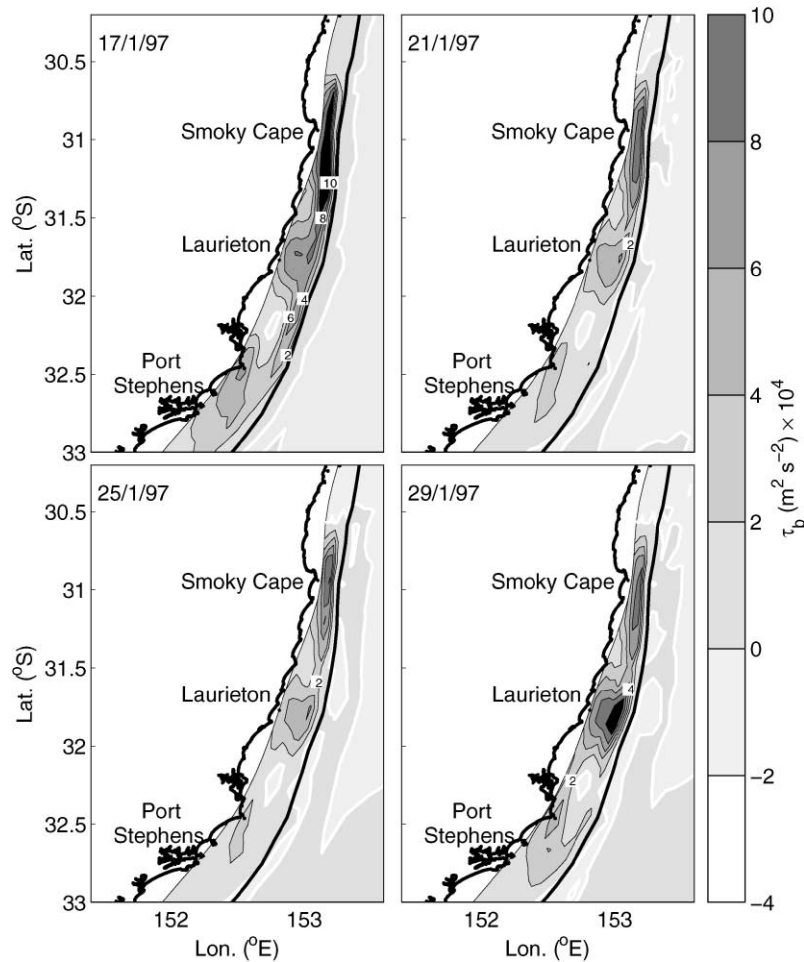 17/1/97
30.5
Smoky Cape
31
10
31.5
8
Laurieton
Lat. (°S)
32
4
6
Port
Stephens
2
32.5
33
21/1/97
Smoky Cape
Laurieton
2
Port
Stephens
25/1/97
30.5
Smoky Cape
31
31.5
2
Laurieton
Lat. (°S)
32
Port
Stephens
32.5
33
152
153
Lon. (°E)
29/1/97
Smoky Cape
Laurieton
4
2
Port
Stephens
152
153
Lon. (°E)
10
8
6
4
2
0
−2
−4
τb (m² s⁻²) × 10⁴